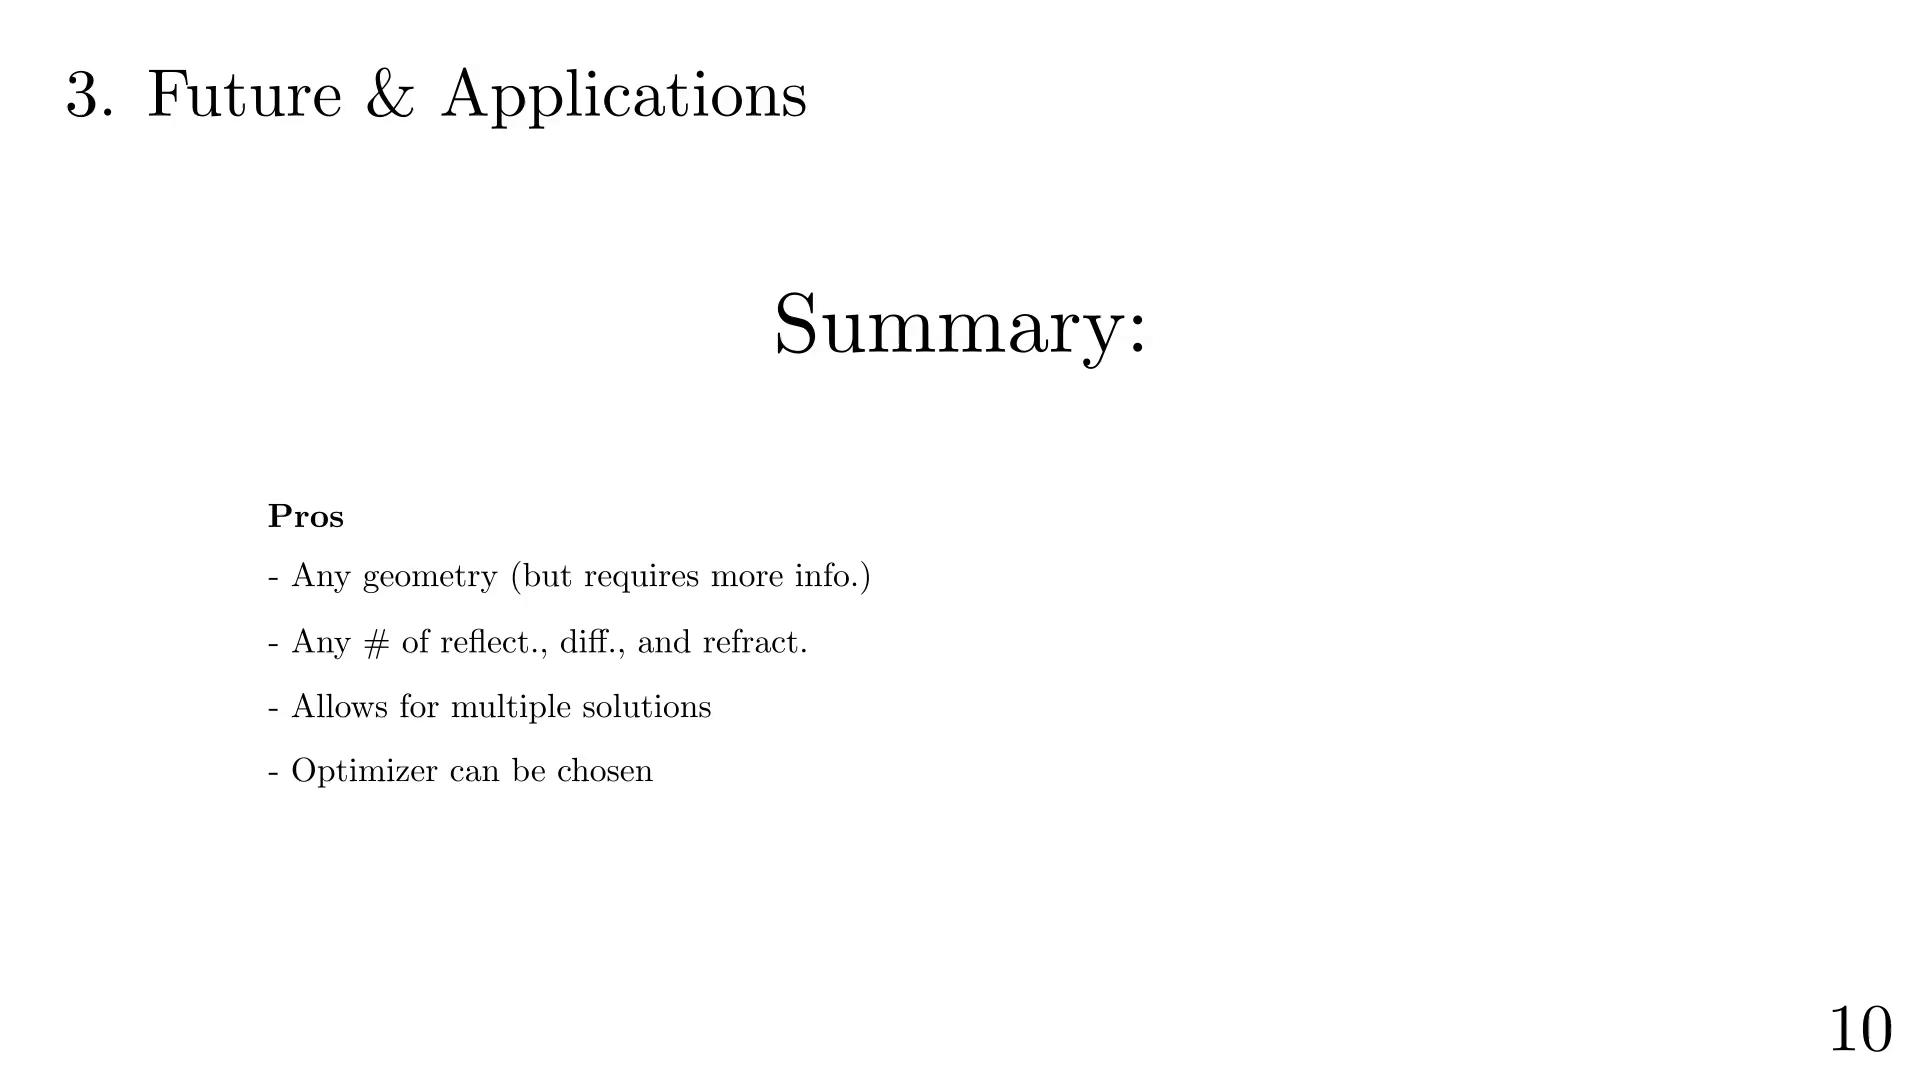 3. Future & Applications
Summary:
Pros
- Any geometry (but requires more info.)
- Any # of reflect., diff., and refract.
- Allows for multiple solutions
- Optimizer can be chosen
10